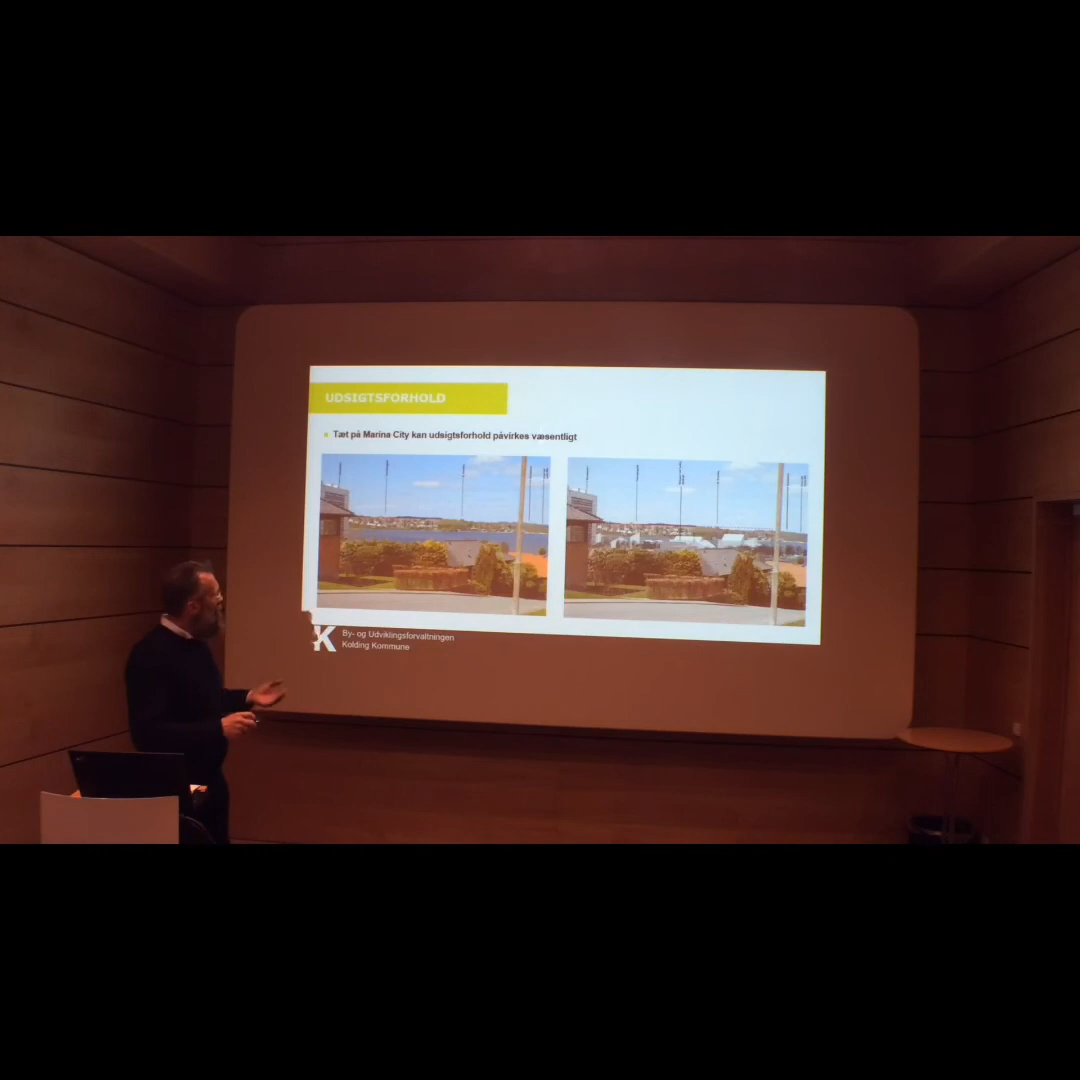 UDSIGTSFORHOLD
Tæt på Marina City kan udsigtsforhold påvirkes væsentligt
K
By- og Udviklingsforvaltningen
Kolding Kommune